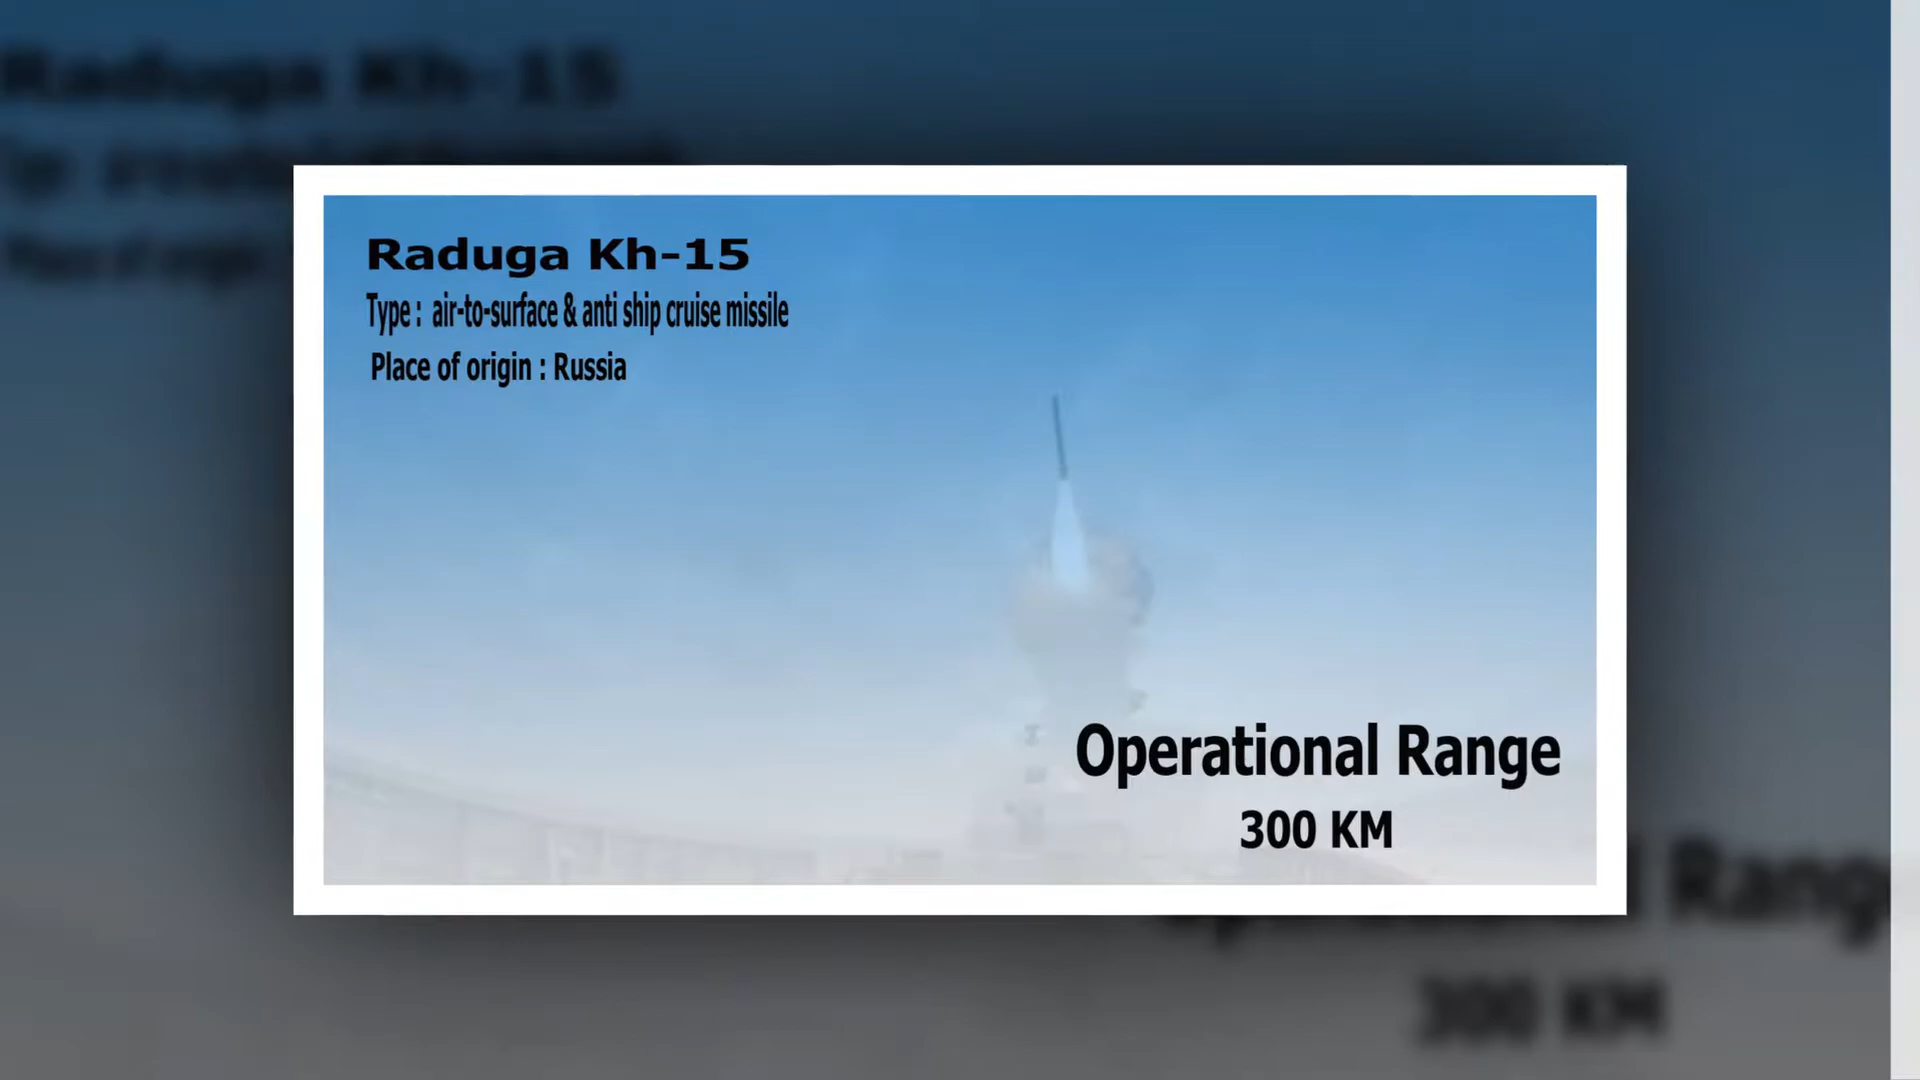 Raduga Kh-15
Type : air-to-surface & anti ship cruise missile
Place of origin : Russia
Operational Range
300 KM